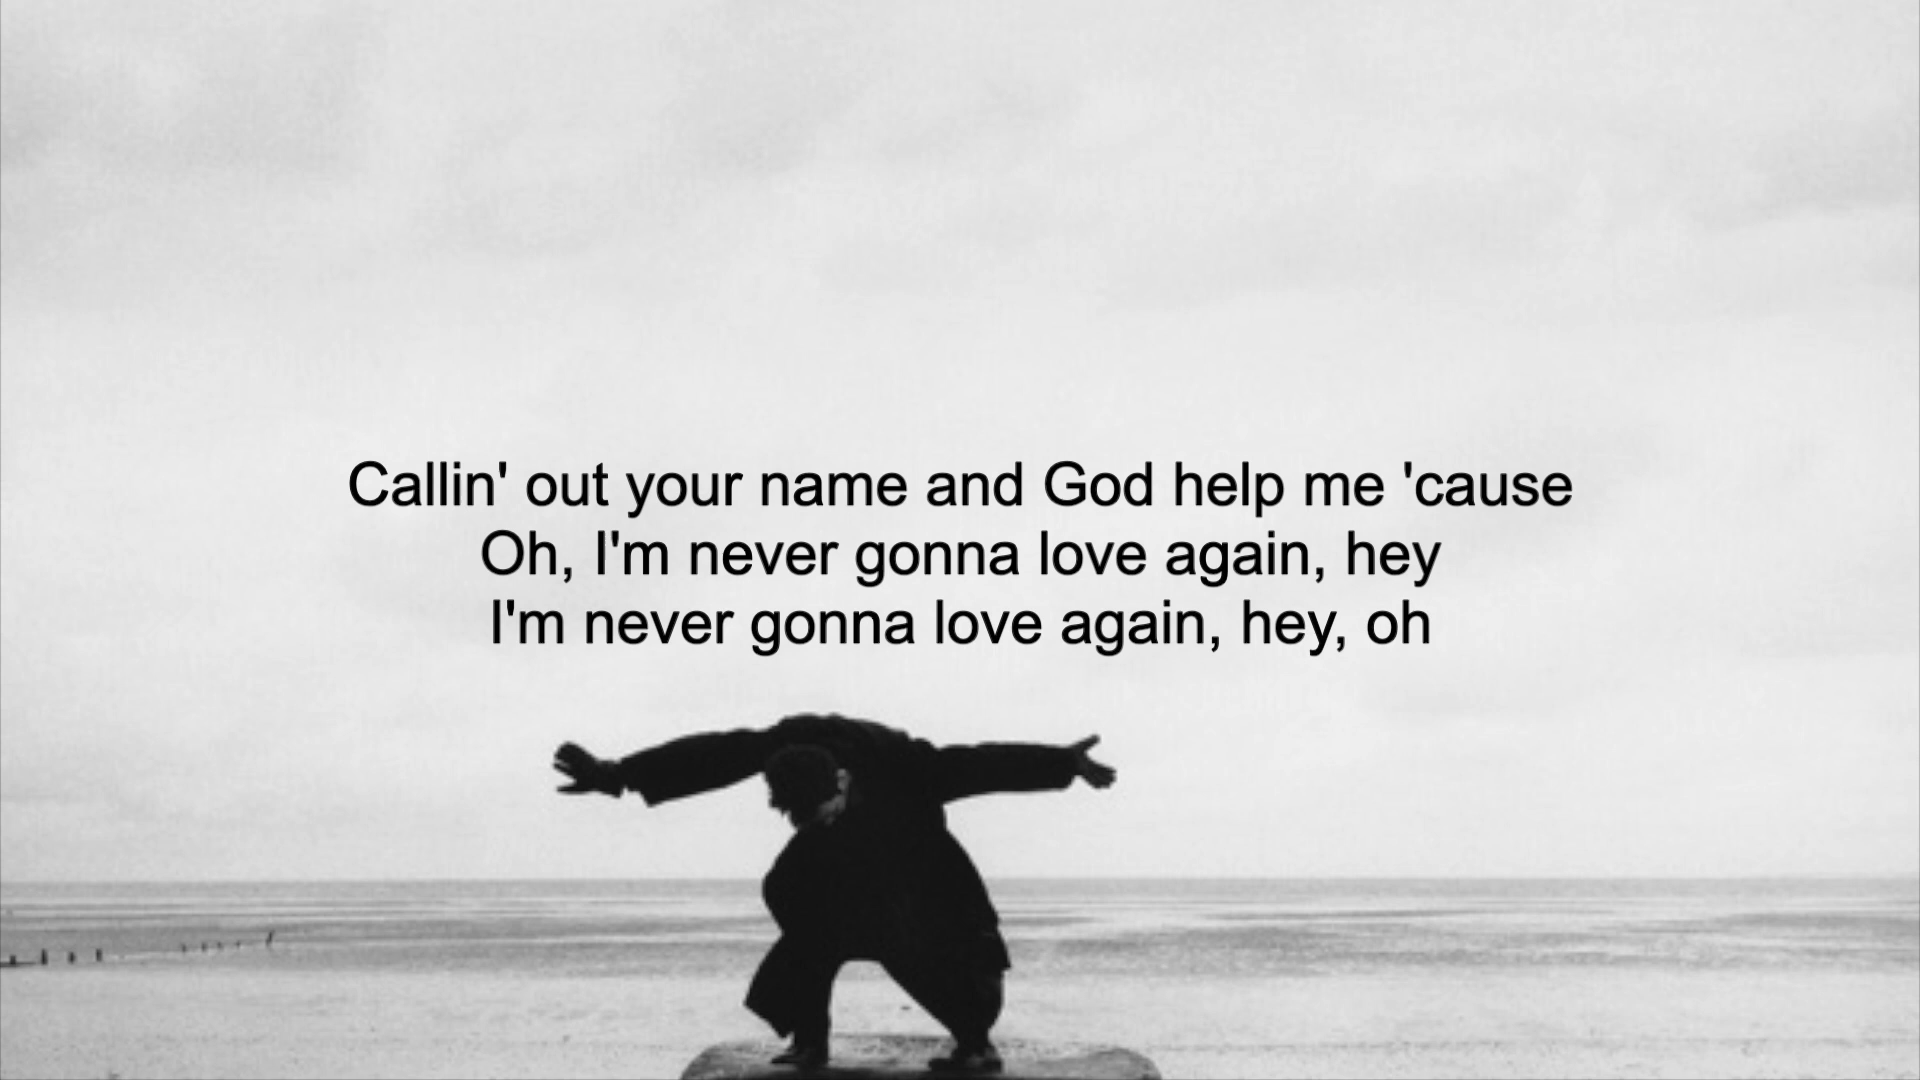 Callin' out your name and God help me 'cause
Oh, I'm never gonna love again, hey
I'm never gonna love again, hey, oh